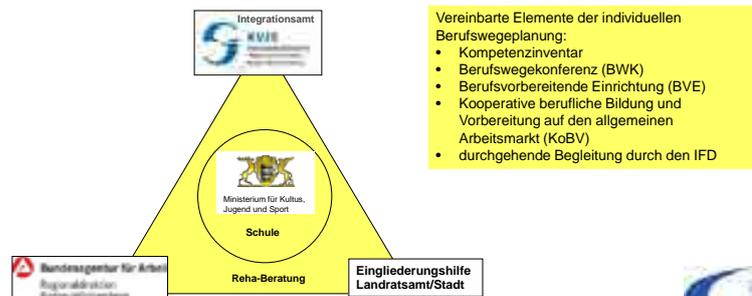 Integrationsamt
KVJS
Vereinbarte Elemente der individuellen
Berufswegeplanung:
• Kompetenzinventar
• Berufswegekonferenz (BWK)
• Berufsvorbereitende Einrichtung (BVE)
• Kooperative berufliche Bildung und
Vorbereitung auf den allgemeinen
Arbeitsmarkt (KoBV)
• durchgehende Begleitung durch den IFD
Ministerium für Kultus,
Jugend und Sport
Schule
Bundesagentur für Arbeit
Regionaldirektion
Reha-Beratung
Eingliederungshilfe
Landratsamt/Stadt